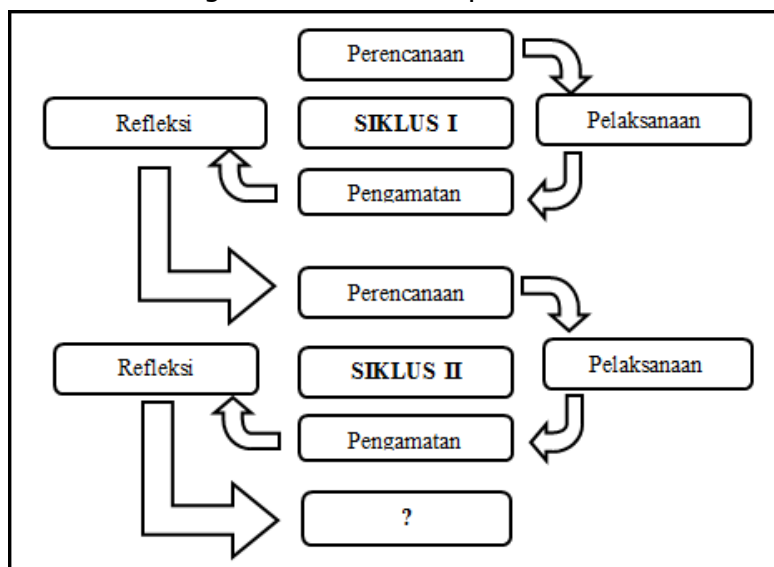 Perencanaan
Refleksi
SIKLUS I
Pelaksanaan
Pengamatan
Perencanaan
Refleksi
SIKLUS II
Pelaksanaan
Pengamatan
?